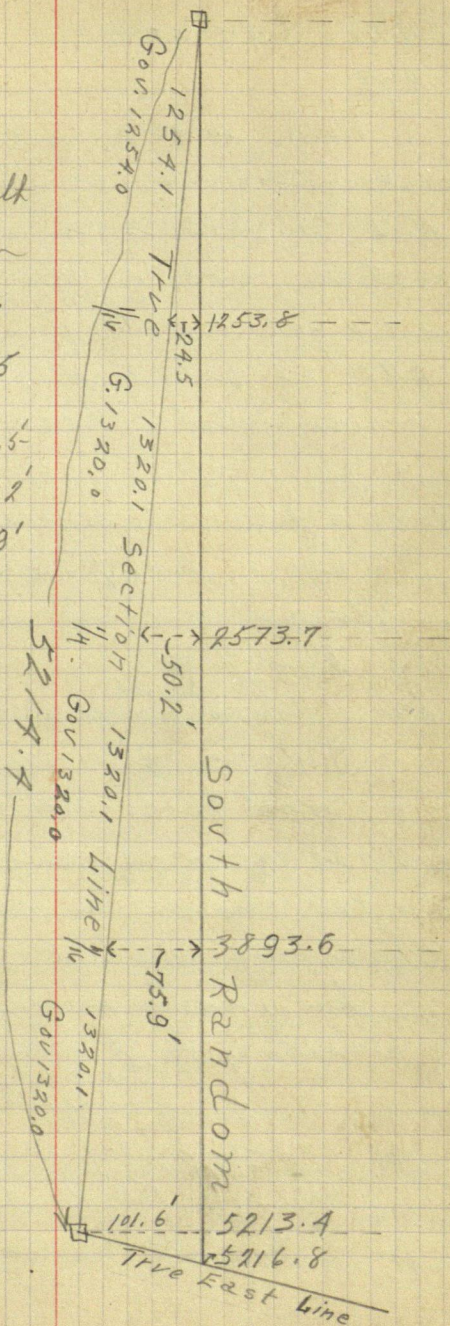 Gov. 1254.0
1254.1 True
1253.8
24.5
1/16
G. 1320.0
1320.1 Section
2573.7
50.2'
1/4
Gov 1320.0
1320.1 Line
5214.4
South Random
3893.6
75.9'
1/16
1320.1
Gov 1320.0
101.6'
5213.4
5216.8
True East Line